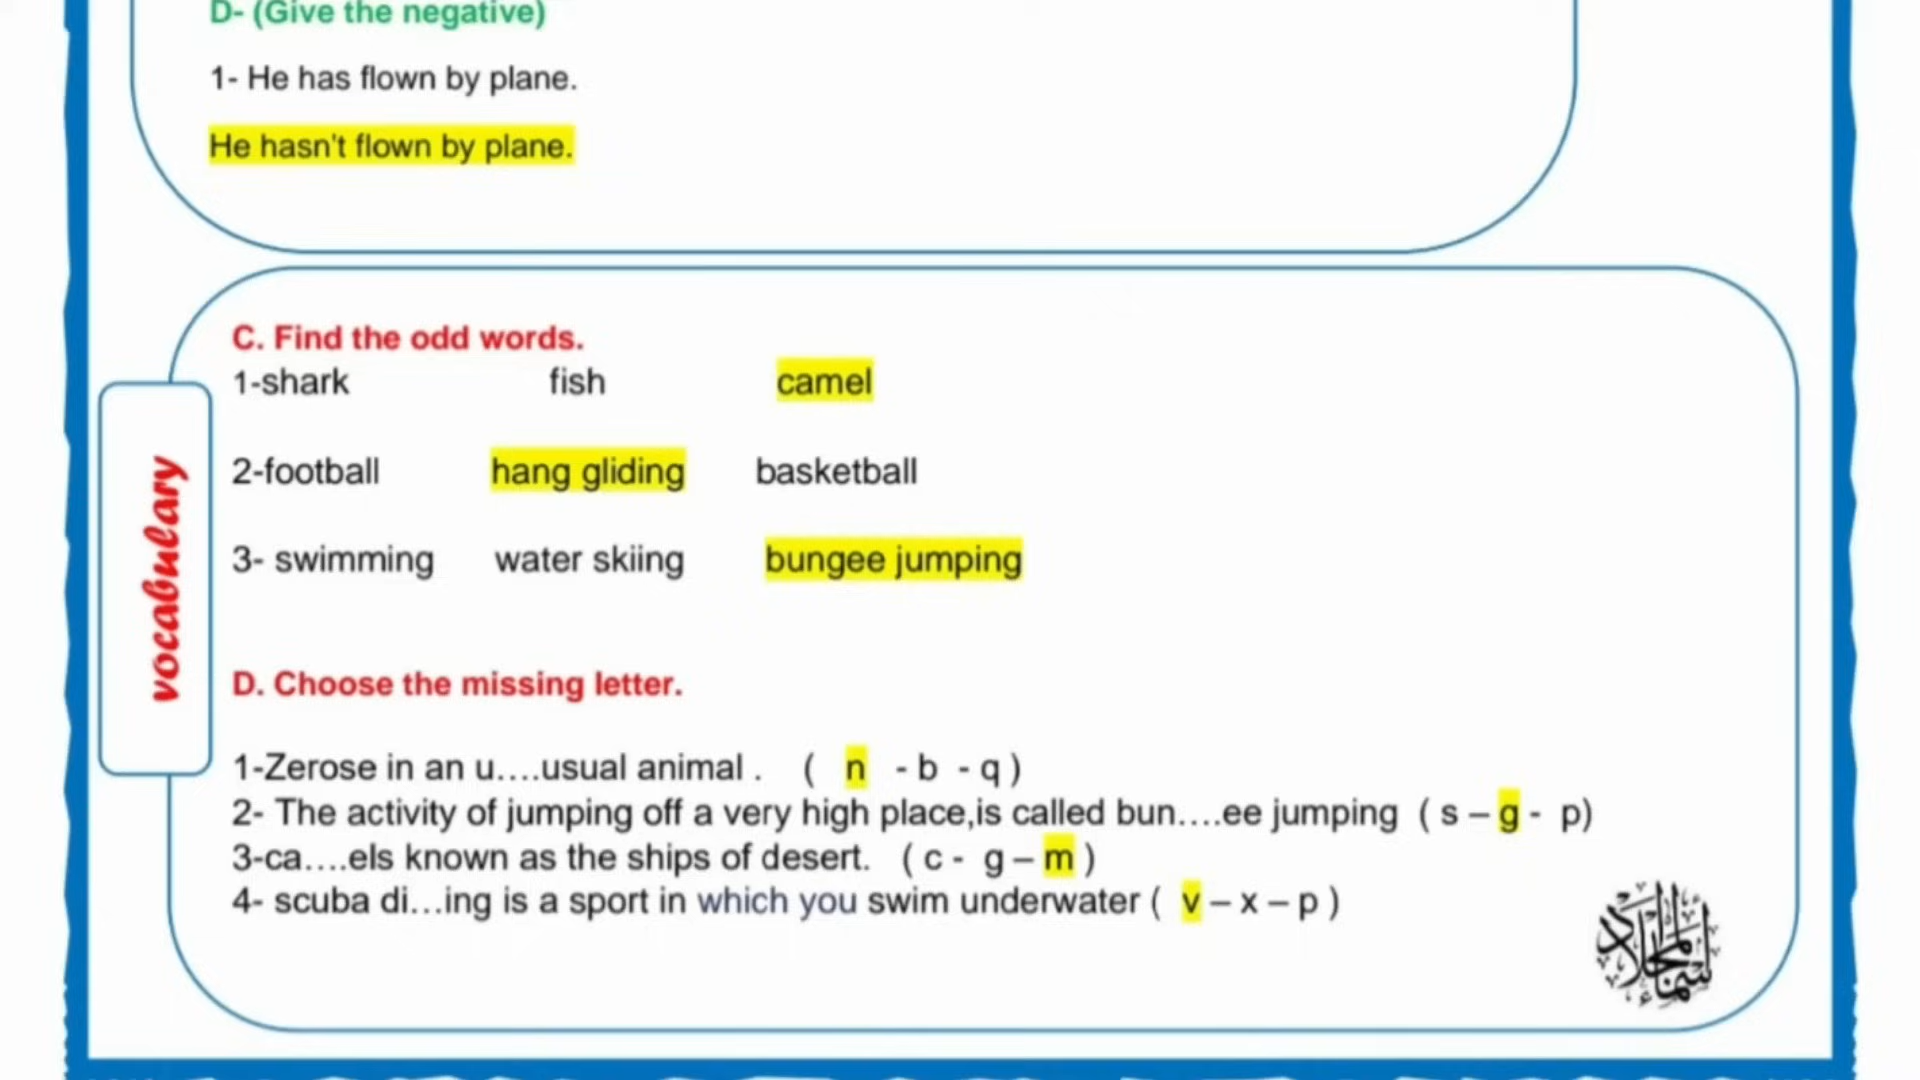 D- (Give the negative)
1- He has flown by plane.
He hasn't flown by plane.
vocabulary
C. Find the odd words.
1-shark fish camel
2-football hang gliding basketball
3- swimming water skiing bungee jumping
D. Choose the missing letter.
1-Zerose in an u....usual animal . ( n - b - q )
2- The activity of jumping off a very high place,is called bun....ee jumping ( s – g - p)
3-ca....els known as the ships of desert. ( c - g – m )
4- scuba di...ing is a sport in which you swim underwater ( v – x – p )